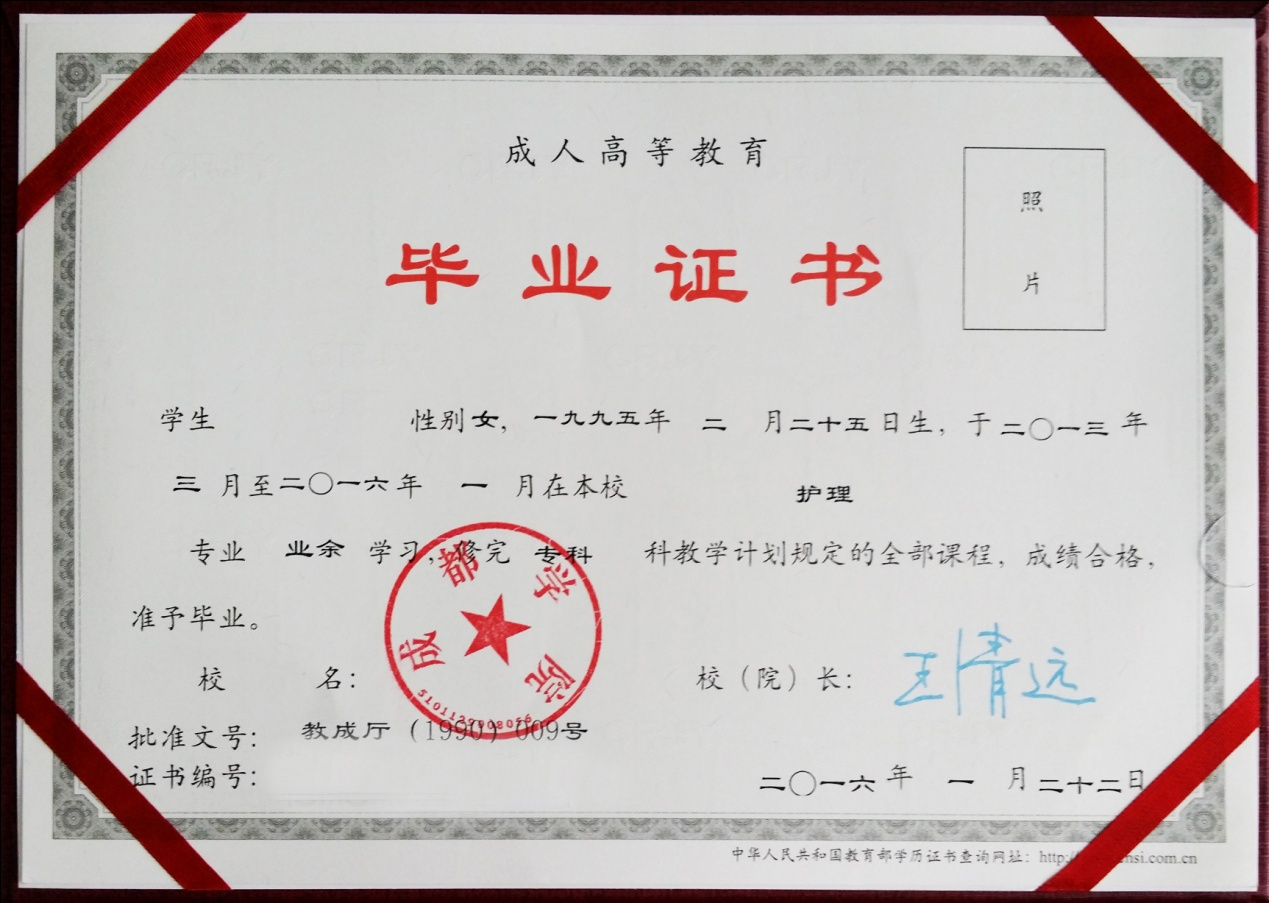 成人高等教育
照
片
毕业证书
学生 性别女，一九九五年 二 月二十五日生，于二〇一三年
三 月至二〇一六年 一 月在本校 护理
专业 业余 学习，修完 专科 科教学计划规定的全部课程，成绩合格，
准予毕业。
校 名：
成都学院
校（院）长：
王清远
批准文号： 教成厅（1990）009号
证书编号：
二〇一六年 一 月二十二日
中华人民共和国教育部学历证书查询网址：http:// .com.cn